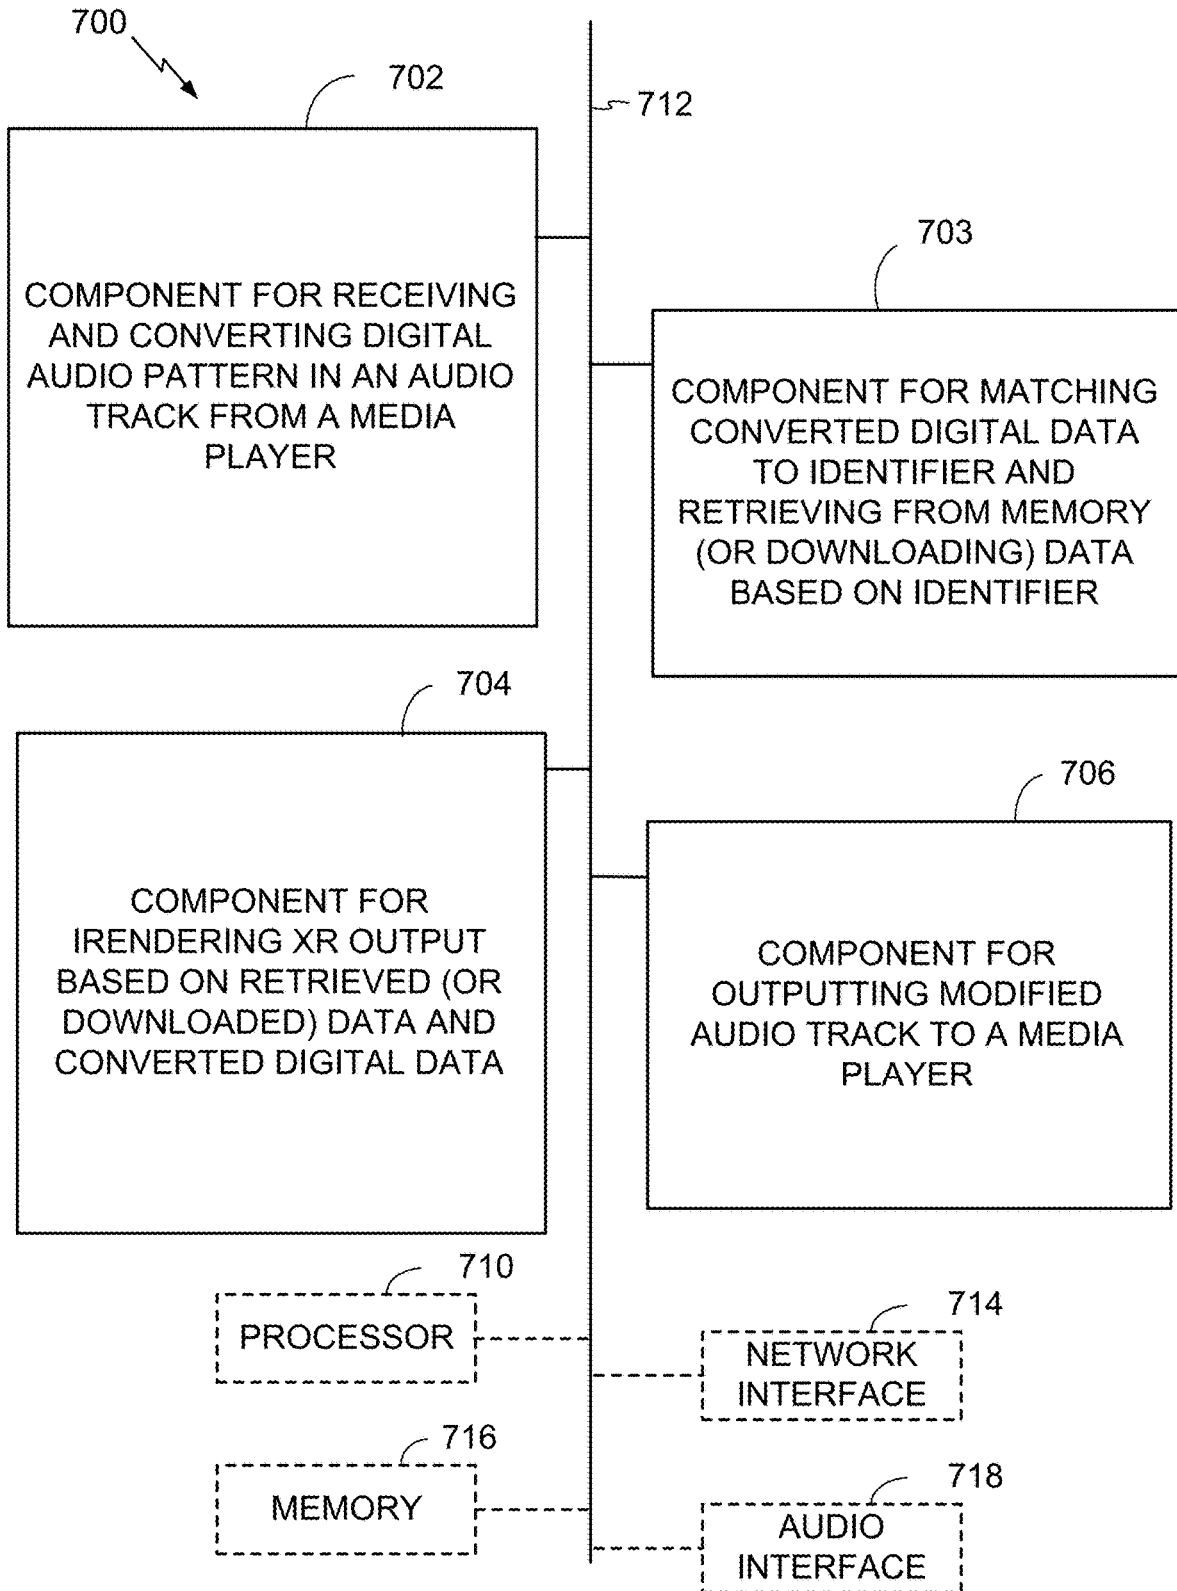 700
702
712
COMPONENT FOR RECEIVING
AND CONVERTING DIGITAL
AUDIO PATTERN IN AN AUDIO
TRACK FROM A MEDIA
PLAYER
703
COMPONENT FOR MATCHING
CONVERTED DIGITAL DATA
TO IDENTIFIER AND
RETRIEVING FROM MEMORY
(OR DOWNLOADING) DATA
BASED ON IDENTIFIER
704
COMPONENT FOR
IRENDERING XR OUTPUT
BASED ON RETRIEVED (OR
DOWNLOADED) DATA AND
CONVERTED DIGITAL DATA
706
COMPONENT FOR
OUTPUTTING MODIFIED
AUDIO TRACK TO A MEDIA
PLAYER
710
PROCESSOR
714
NETWORK
INTERFACE
716
MEMORY
718
AUDIO
INTERFACE